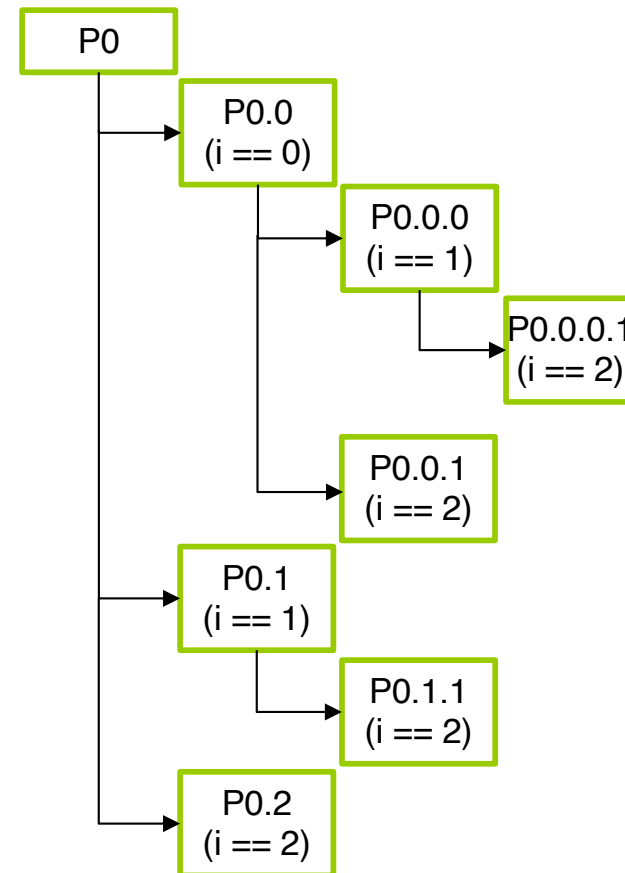 P0
P0.0
(i == 0)
P0.0.0
(i == 1)
P0.0.0.1
(i == 2)
P0.0.1
(i == 2)
P0.1
(i == 1)
P0.1.1
(i == 2)
P0.2
(i == 2)